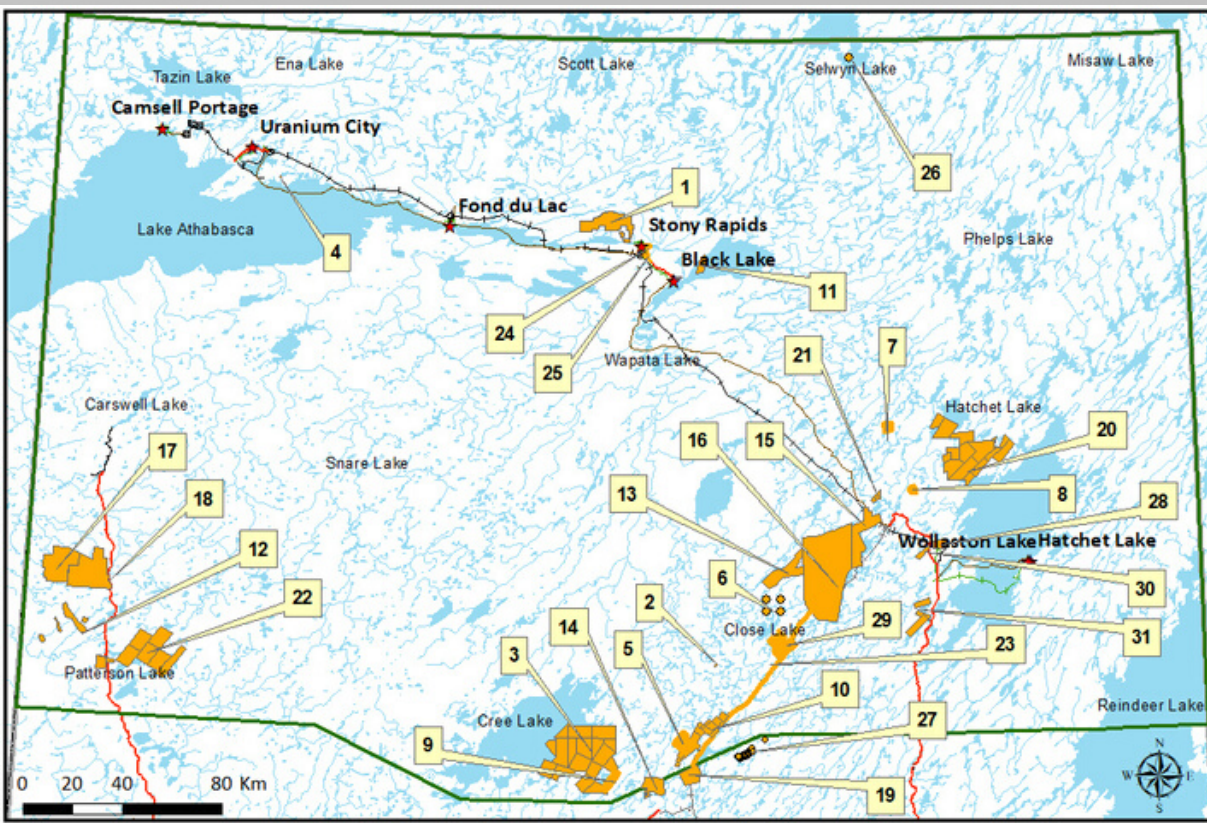 Ena Lake
Scott Lake
Misaw Lake
Tazin Lake
Selwyn Lake
Camsell Portage
Uranium City
26
1
Fond du Lac
Stony Rapids
Lake Athabasca
Phelps Lake
4
Black Lake
11
24
25
Wapata Lake
21
7
Carswell Lake
Hatchet Lake
17
16
15
20
Snare Lake
13
18
8
28
Wollaston Lake
Hatchet Lake
12
6
30
22
2
Close Lake
29
23
31
14
5
3
Patterson Lake
10
Reindeer Lake
Cree Lake
27
9
N
W
E
S
0 20 40 80 Km
19